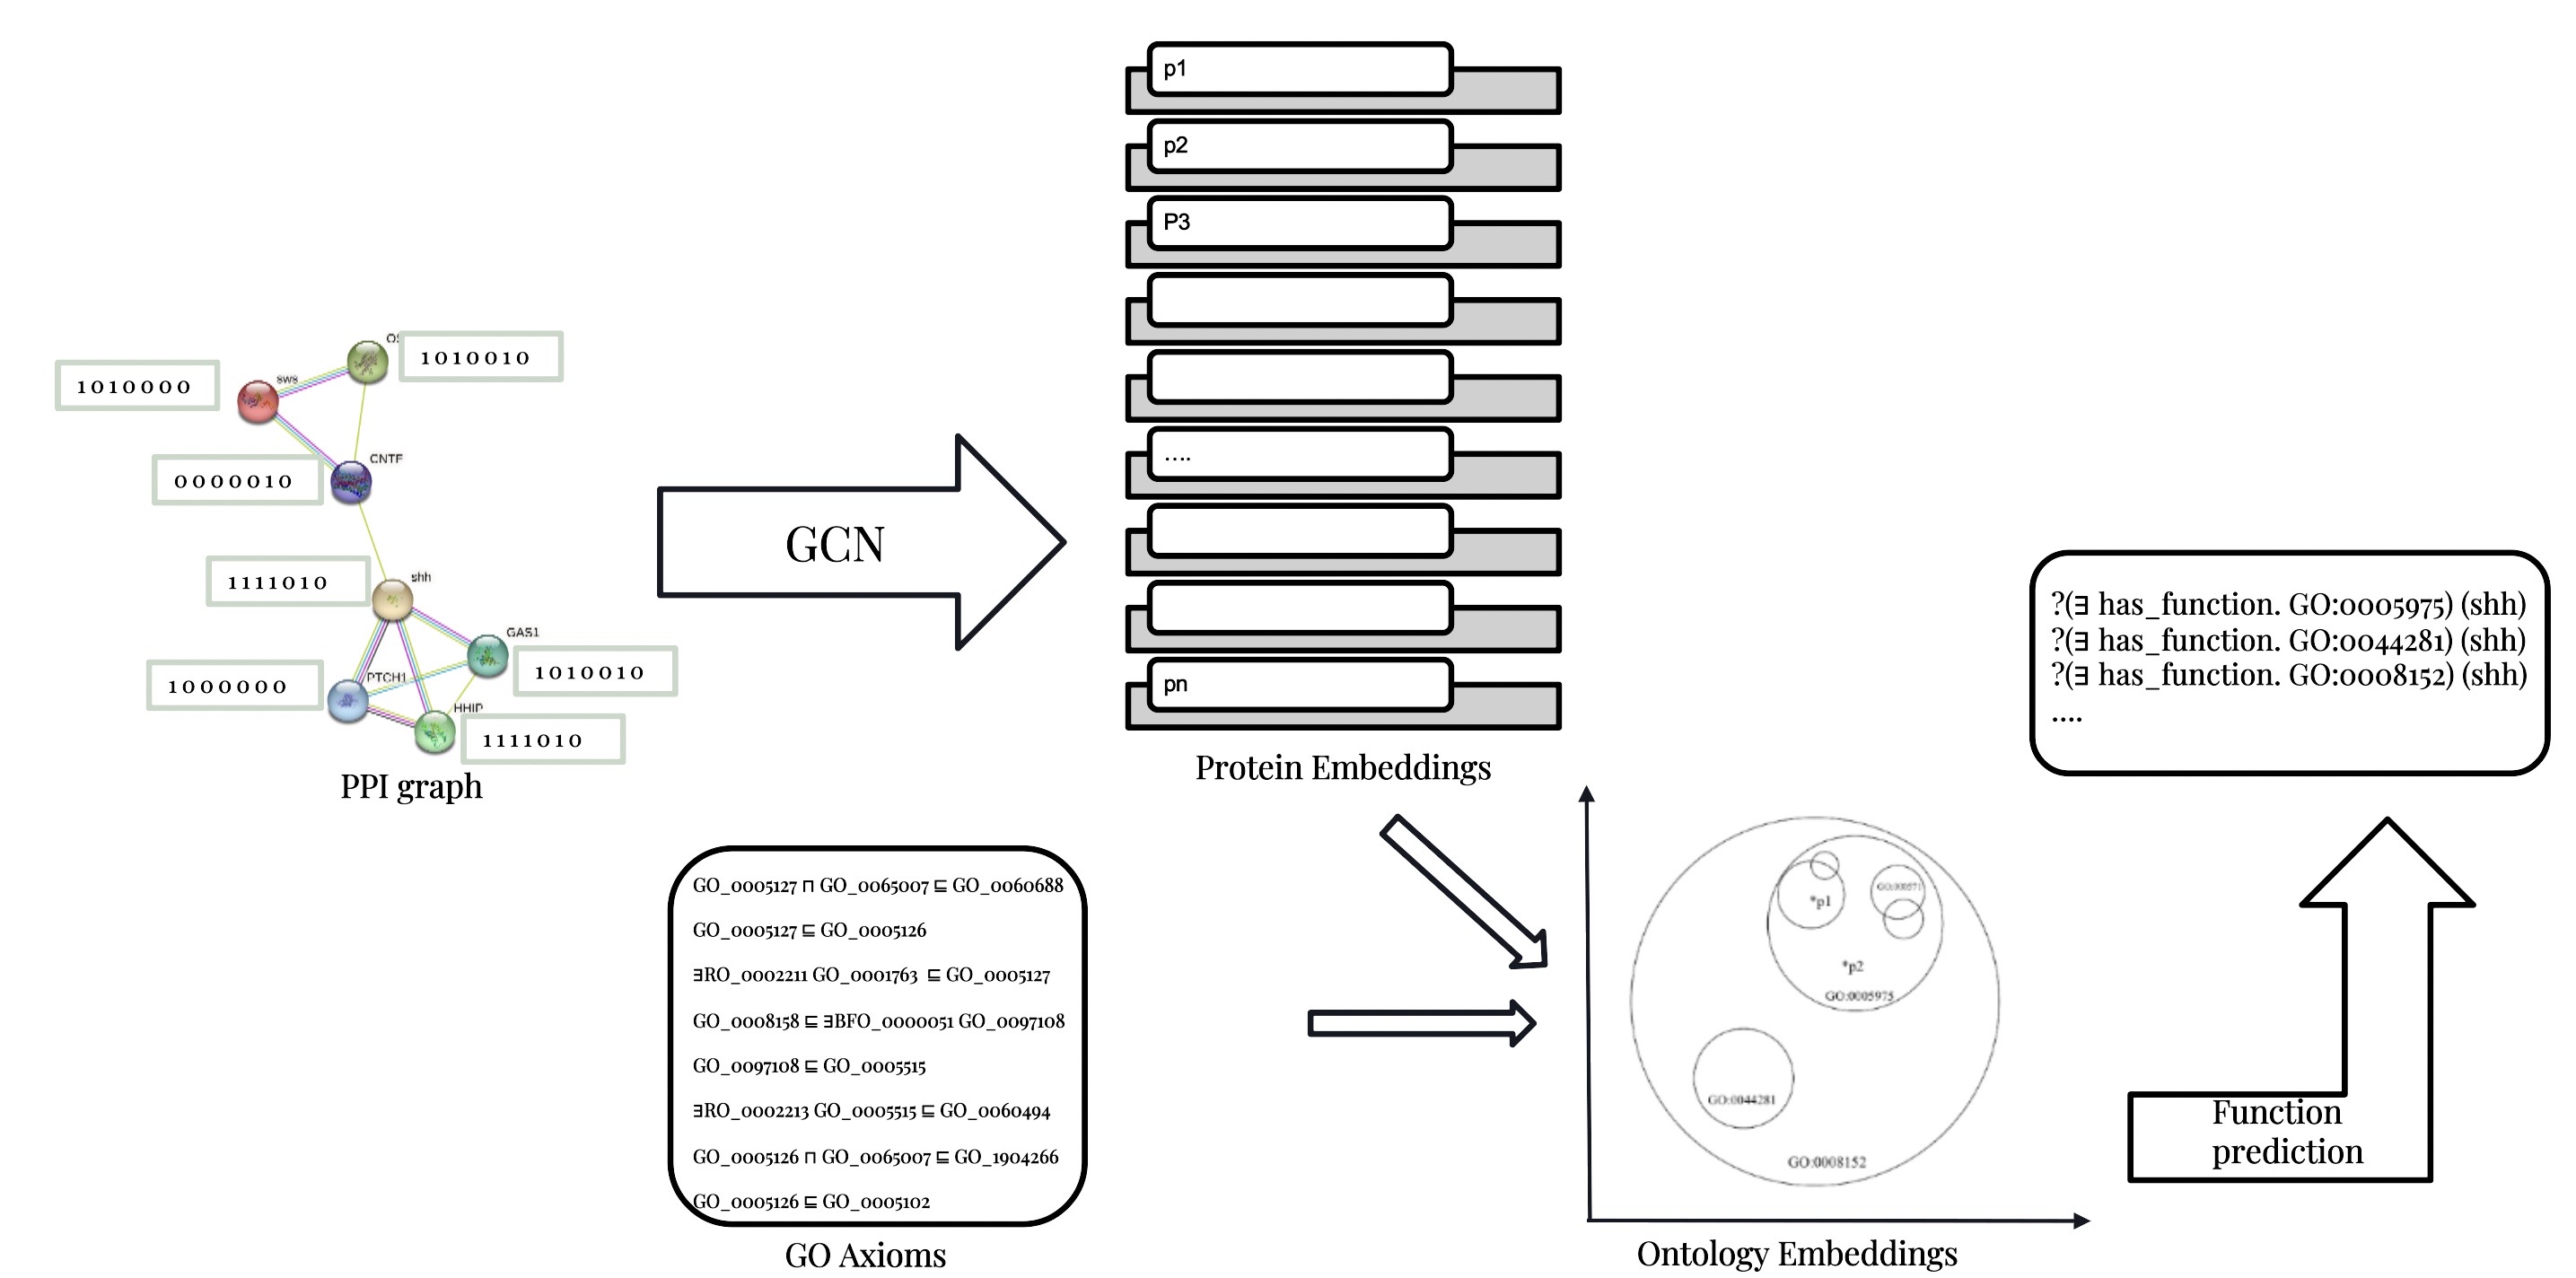 p1
p2
P3
....
pn
Protein Embeddings
1010010
sws
1010000
CNTF
0000010
shh
1111010
GAS1
1010010
PTCH1
1000000
HHIP
1111010
PPI graph
GCN
GO_0005127 ⊓ GO_0065007 ⊑ GO_0060688
GO_0005127 ⊑ GO_0005126
∃RO_0002211 GO_0001763 ⊑ GO_0005127
GO_0008158 ⊑ ∃BFO_0000051 GO_0097108
GO_0097108 ⊑ GO_0005515
∃RO_0002213 GO_0005515 ⊑ GO_0060494
GO_0005126 ⊓ GO_0065007 ⊑ GO_1904266
GO_0005126 ⊑ GO_0005102
GO Axioms
*p1
*p2
GO:0005975
GO:0044281
GO:0008152
Ontology Embeddings
Function
prediction
?(∃ has_function. GO:0005975) (shh)
?(∃ has_function. GO:0044281) (shh)
?(∃ has_function. GO:0008152) (shh)
....